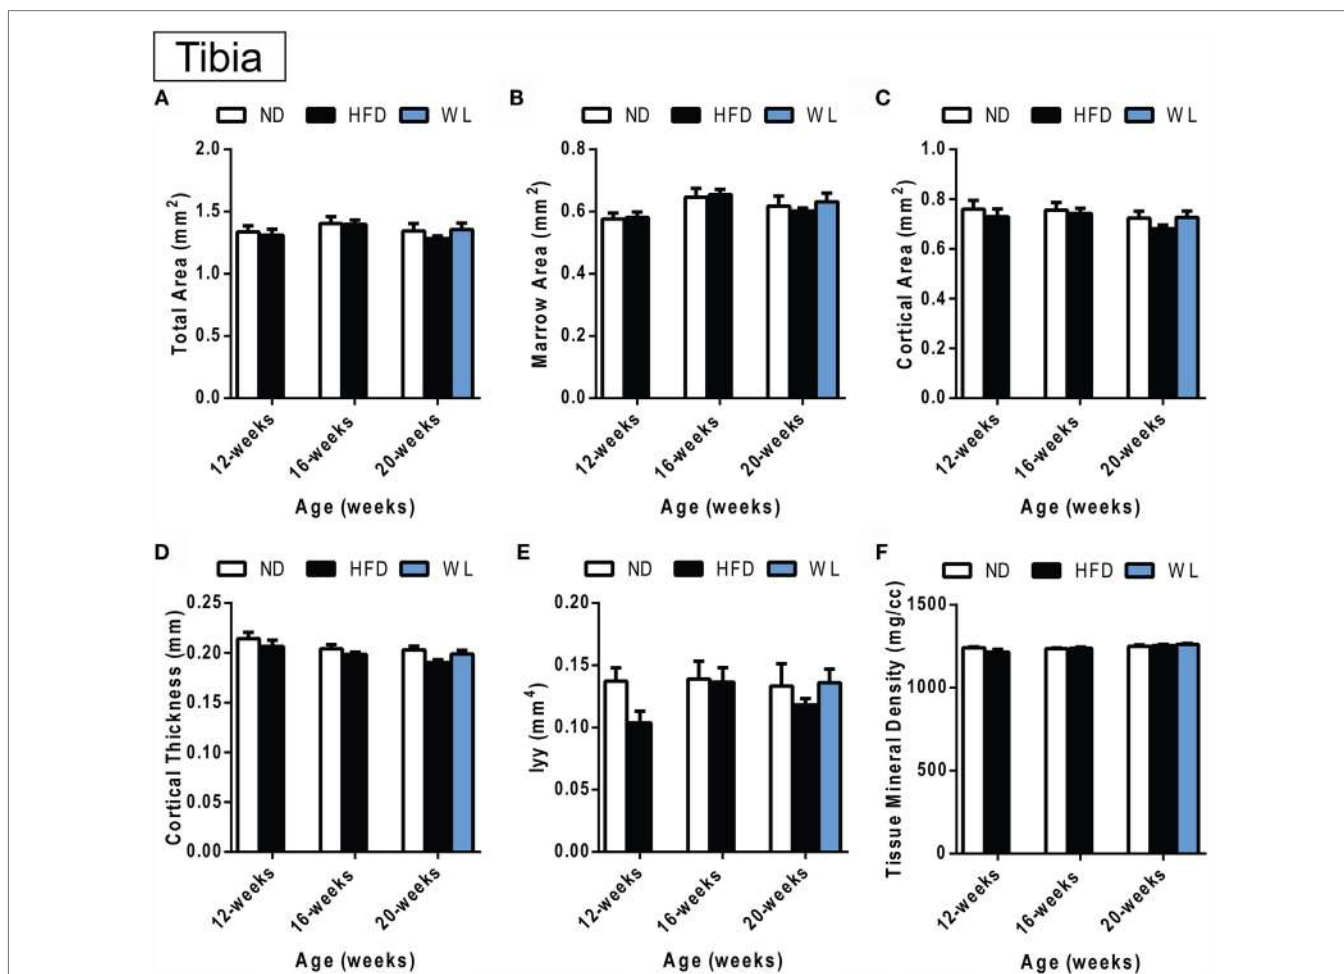 Tibia
A
ND HFD WL
Total Area (mm2)
2.0
1.5
1.0
0.5
0.0
12-weeks
16-weeks
20-weeks
Age (weeks)
B
ND HFD WL
Marrow Area (mm2)
0.8
0.6
0.4
0.2
0.0
12-weeks
16-weeks
20-weeks
Age (weeks)
C
ND HFD WL
Cortical Area (mm2)
1.0
0.8
0.6
0.4
0.2
0.0
12-weeks
16-weeks
20-weeks
Age (weeks)
D
ND HFD WL
Cortical Thickness (mm)
0.25
0.20
0.15
0.10
0.05
0.00
12-weeks
16-weeks
20-weeks
Age (weeks)
E
ND HFD WL
Iyy (mm4)
0.20
0.15
0.10
0.05
0.00
12-weeks
16-weeks
20-weeks
Age (weeks)
F
ND HFD WL
Tissue Mineral Density (mg/cc)
1500
1000
500
0
12-weeks
16-weeks
20-weeks
Age (weeks)